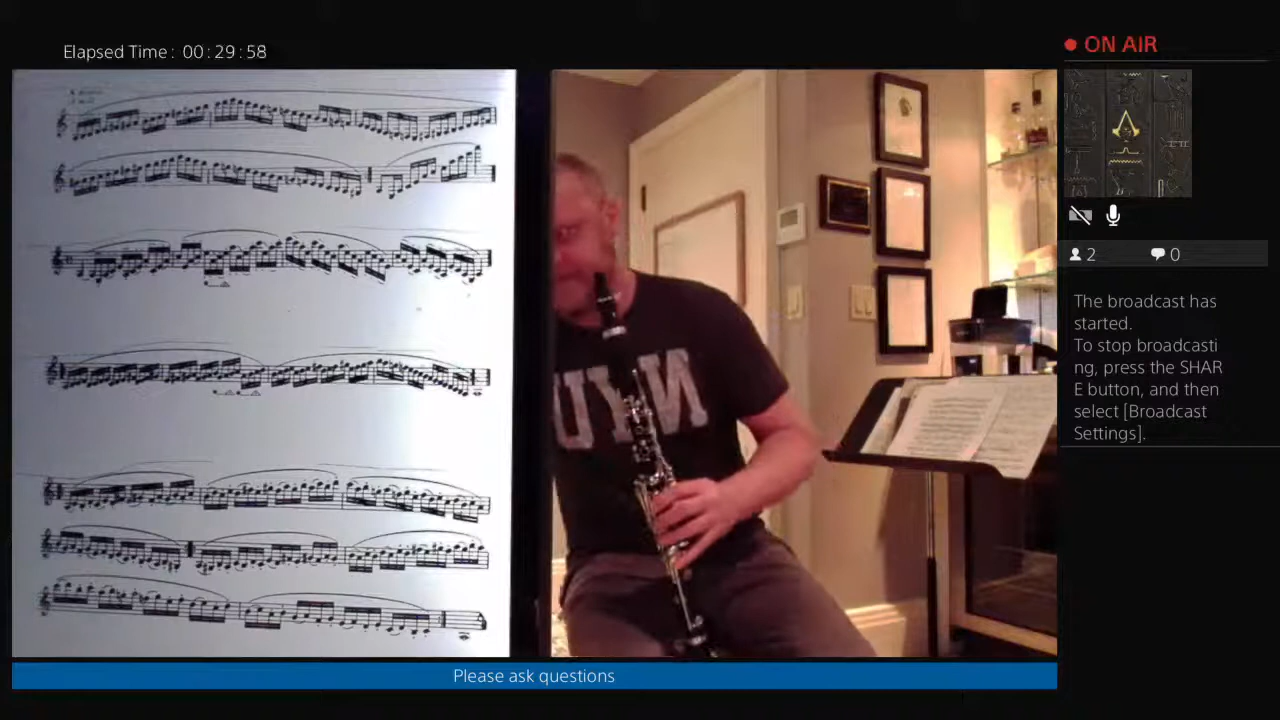 Elapsed Time : 00 : 29 : 58
ON AIR
2
0
The broadcast has
started.
To stop broadcasti
ng, press the SHAR
E button, and then
select [Broadcast
Settings].
NYU
Please ask questions